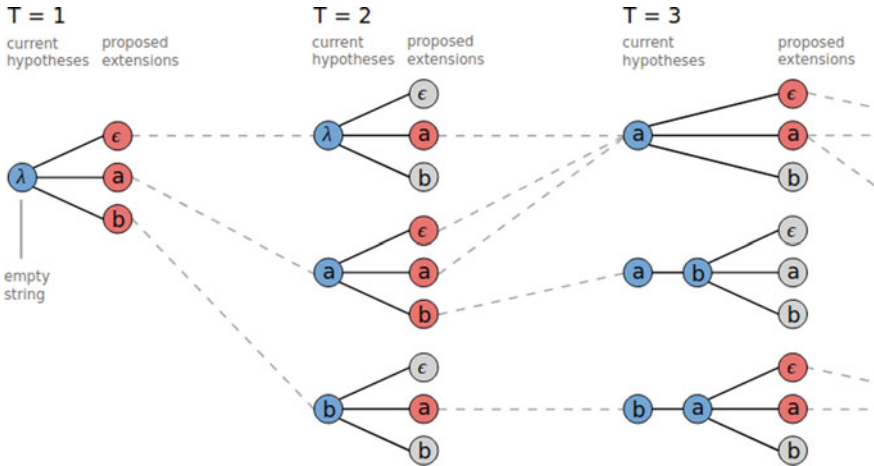 T = 1
T = 2
T = 3
current hypotheses
proposed extensions
current hypotheses
proposed extensions
current hypotheses
proposed extensions
λ
ϵ
a
b
empty string
λ
ϵ
a
b
a
ϵ
a
b
b
ϵ
a
b
a
ϵ
a
b
a
b
ϵ
a
b
b
a
ϵ
a
b